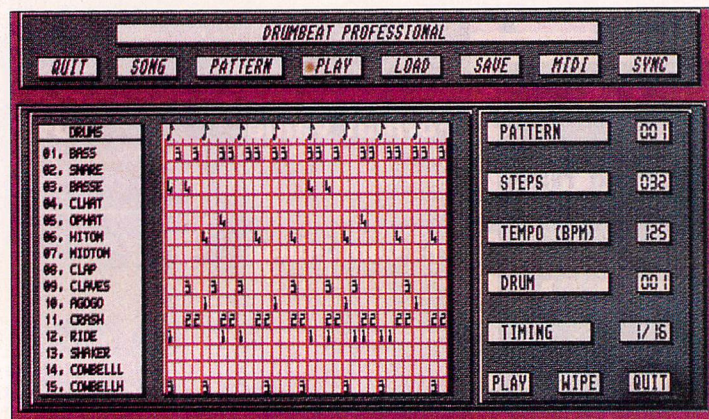 DRUMBEAT PROFESSIONAL
QUIT SONG PATTERN PLAY LOAD SAVE MIDI SYNC
DRUMS
01. BASS
02. SNARE
03. BASSE
04. CLHAT
05. OPHAT
06. HITOM
07. MIDTOM
08. CLAP
09. CLAVES
10. AGOGO
11. CRASH
12. RIDE
13. SHAKER
14. COWBELLL
15. COWBELLH
PATTERN 001
STEPS 032
TEMPO (BPM) 125
DRUM 001
TIMING 1/16
PLAY WIPE QUIT